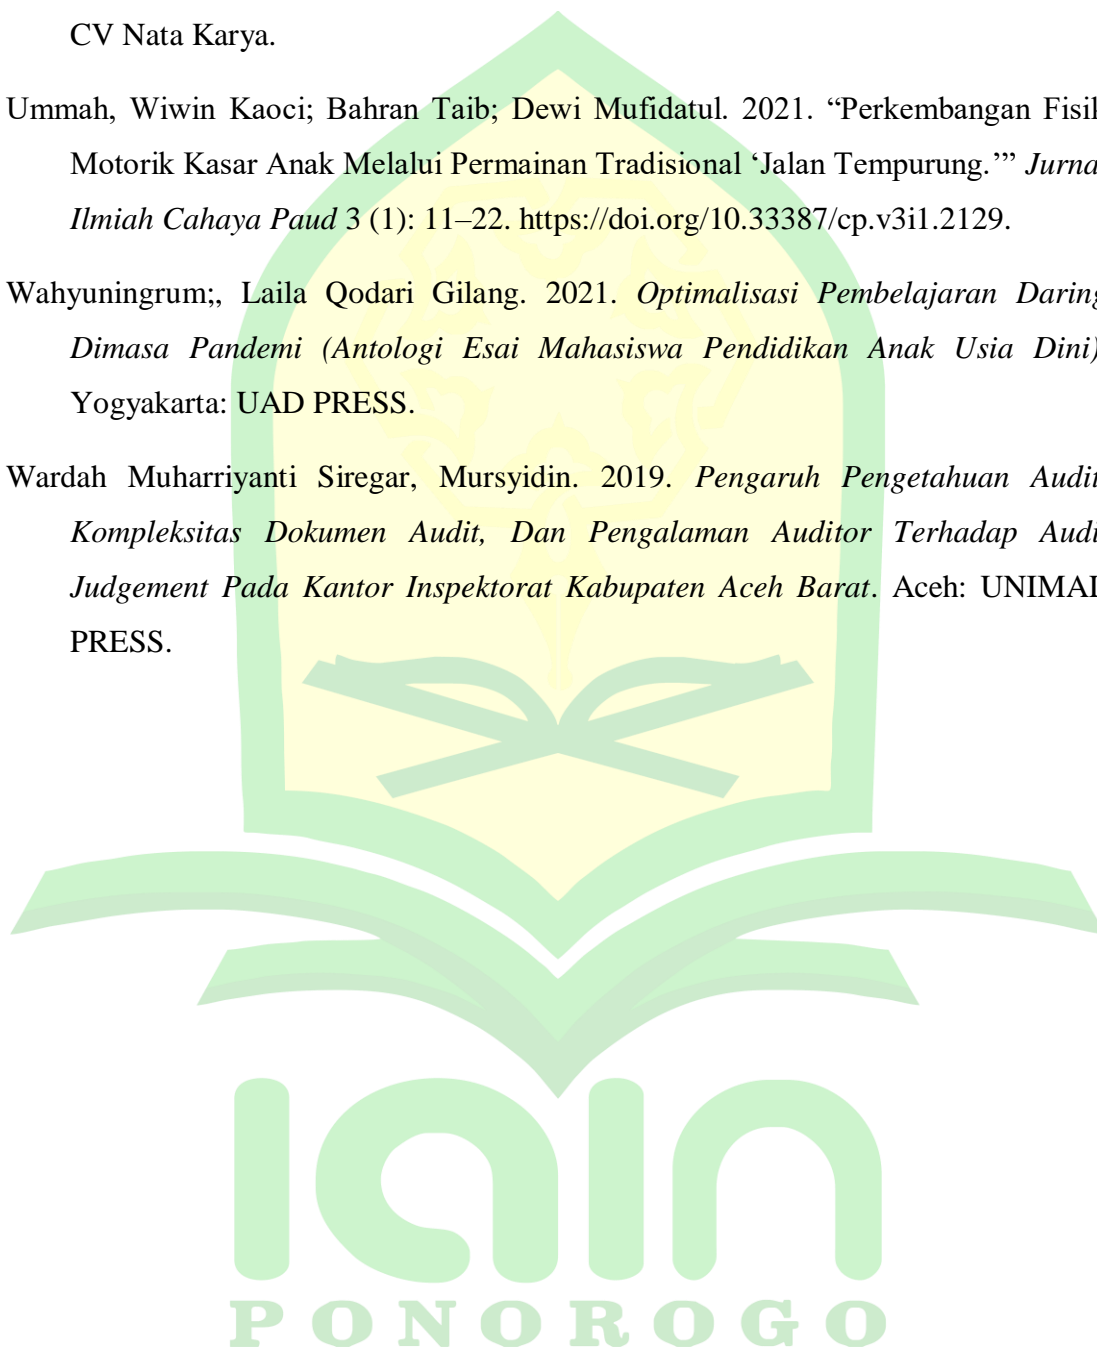 CV Nata Karya.
Ummah, Wiwin Kaoci; Bahran Taib; Dewi Mufidatul. 2021. “Perkembangan Fisik
Motorik Kasar Anak Melalui Permainan Tradisional ‘Jalan Tempurung.’” Jurna
Ilmiah Cahaya Paud 3 (1): 11–22. https://doi.org/10.33387/cp.v3i1.2129.
Wahyuningrum;, Laila Qodari Gilang. 2021. Optimalisasi Pembelajaran Daring
Dimasa Pandemi (Antologi Esai Mahasiswa Pendidikan Anak Usia Dini)
Yogyakarta: UAD PRESS.
Wardah Muharriyanti Siregar, Mursyidin. 2019. Pengaruh Pengetahuan Audit
Kompleksitas Dokumen Audit, Dan Pengalaman Auditor Terhadap Audi
Judgement Pada Kantor Inspektorat Kabupaten Aceh Barat. Aceh: UNIMAL
PRESS.
iain
PONOROGO